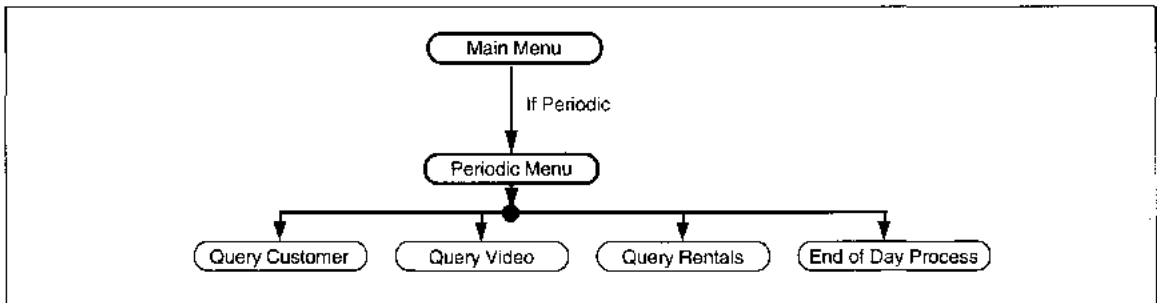 Main Menu
If Periodic
Periodic Menu
Query Customer
Query Video
Query Rentals
End of Day Process